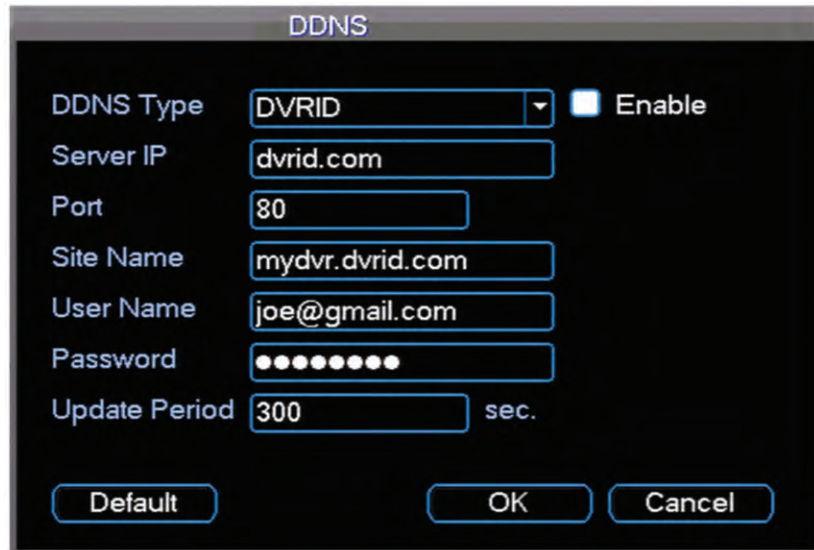 DDNS
DDNS Type DVRID Enable
Server IP dvrid.com
Port 80
Site Name mydvr.dvrid.com
User Name joe@gmail.com
Password ●●●●●●●●
Update Period 300 sec.
Default OK Cancel